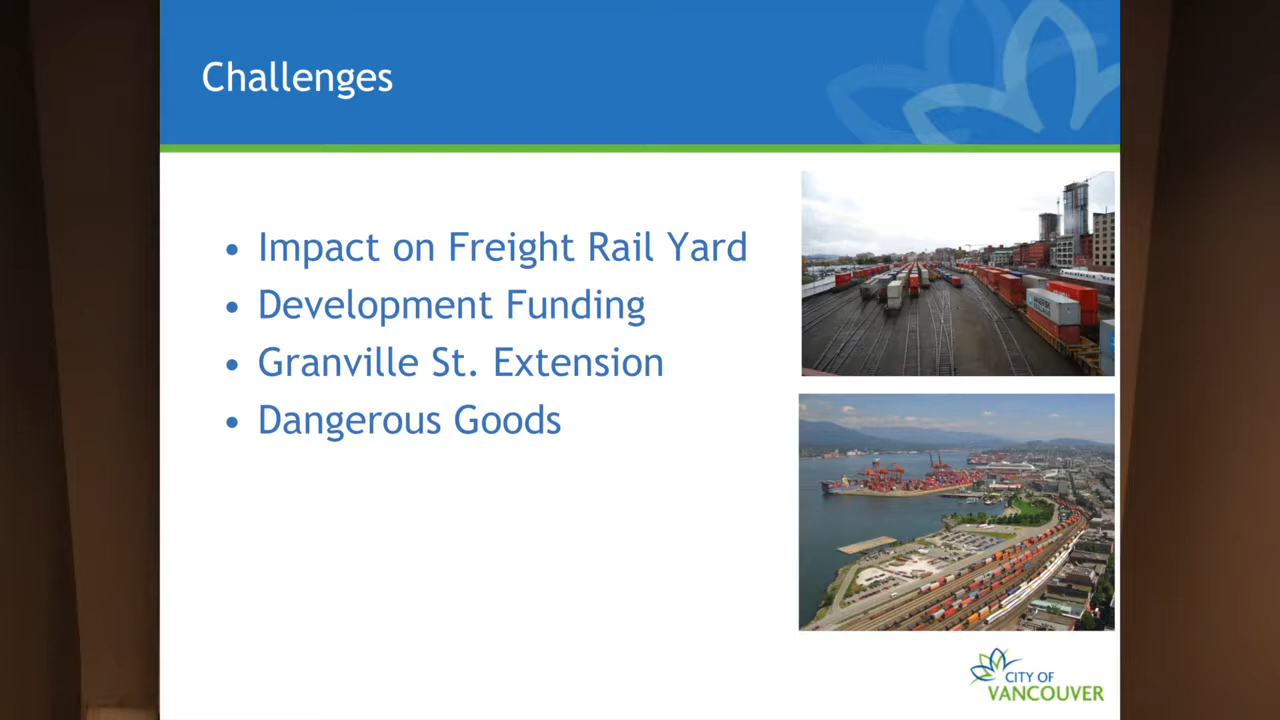 Challenges
• Impact on Freight Rail Yard
• Development Funding
• Granville St. Extension
• Dangerous Goods
CITY OF
VANCOUVER